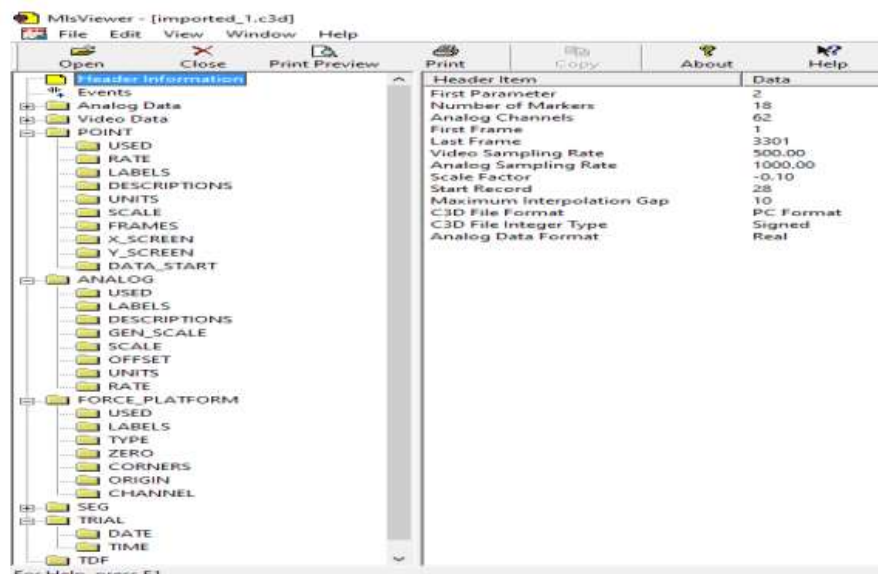 MlsViewer - [imported_1.c3d]
File Edit View Window Help
Open Close Print Preview Print Copy About Help
Header Information
Events
Analog Data
Video Data
POINT
USED
RATE
LABELS
DESCRIPTIONS
UNITS
SCALE
FRAMES
X_SCREEN
Y_SCREEN
DATA_START
ANALOG
USED
LABELS
DESCRIPTIONS
GEN_SCALE
SCALE
OFFSET
UNITS
RATE
FORCE_PLATFORM
USED
LABELS
TYPE
ZERO
CORNERS
ORIGIN
CHANNEL
SEG
TRIAL
DATE
TIME
TDF
Header Item Data
First Parameter 2
Number of Markers 18
Analog Channels 62
First Frame 1
Last Frame 3301
Video Sampling Rate 500.00
Analog Sampling Rate 1000.00
Scale Factor -0.10
Start Record 28
Maximum Interpolation Gap 10
C3D File Format PC Format
C3D File Integer Type Signed
Analog Data Format Real
For Help, press F1